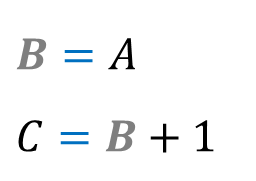 B = A
C = B + 1